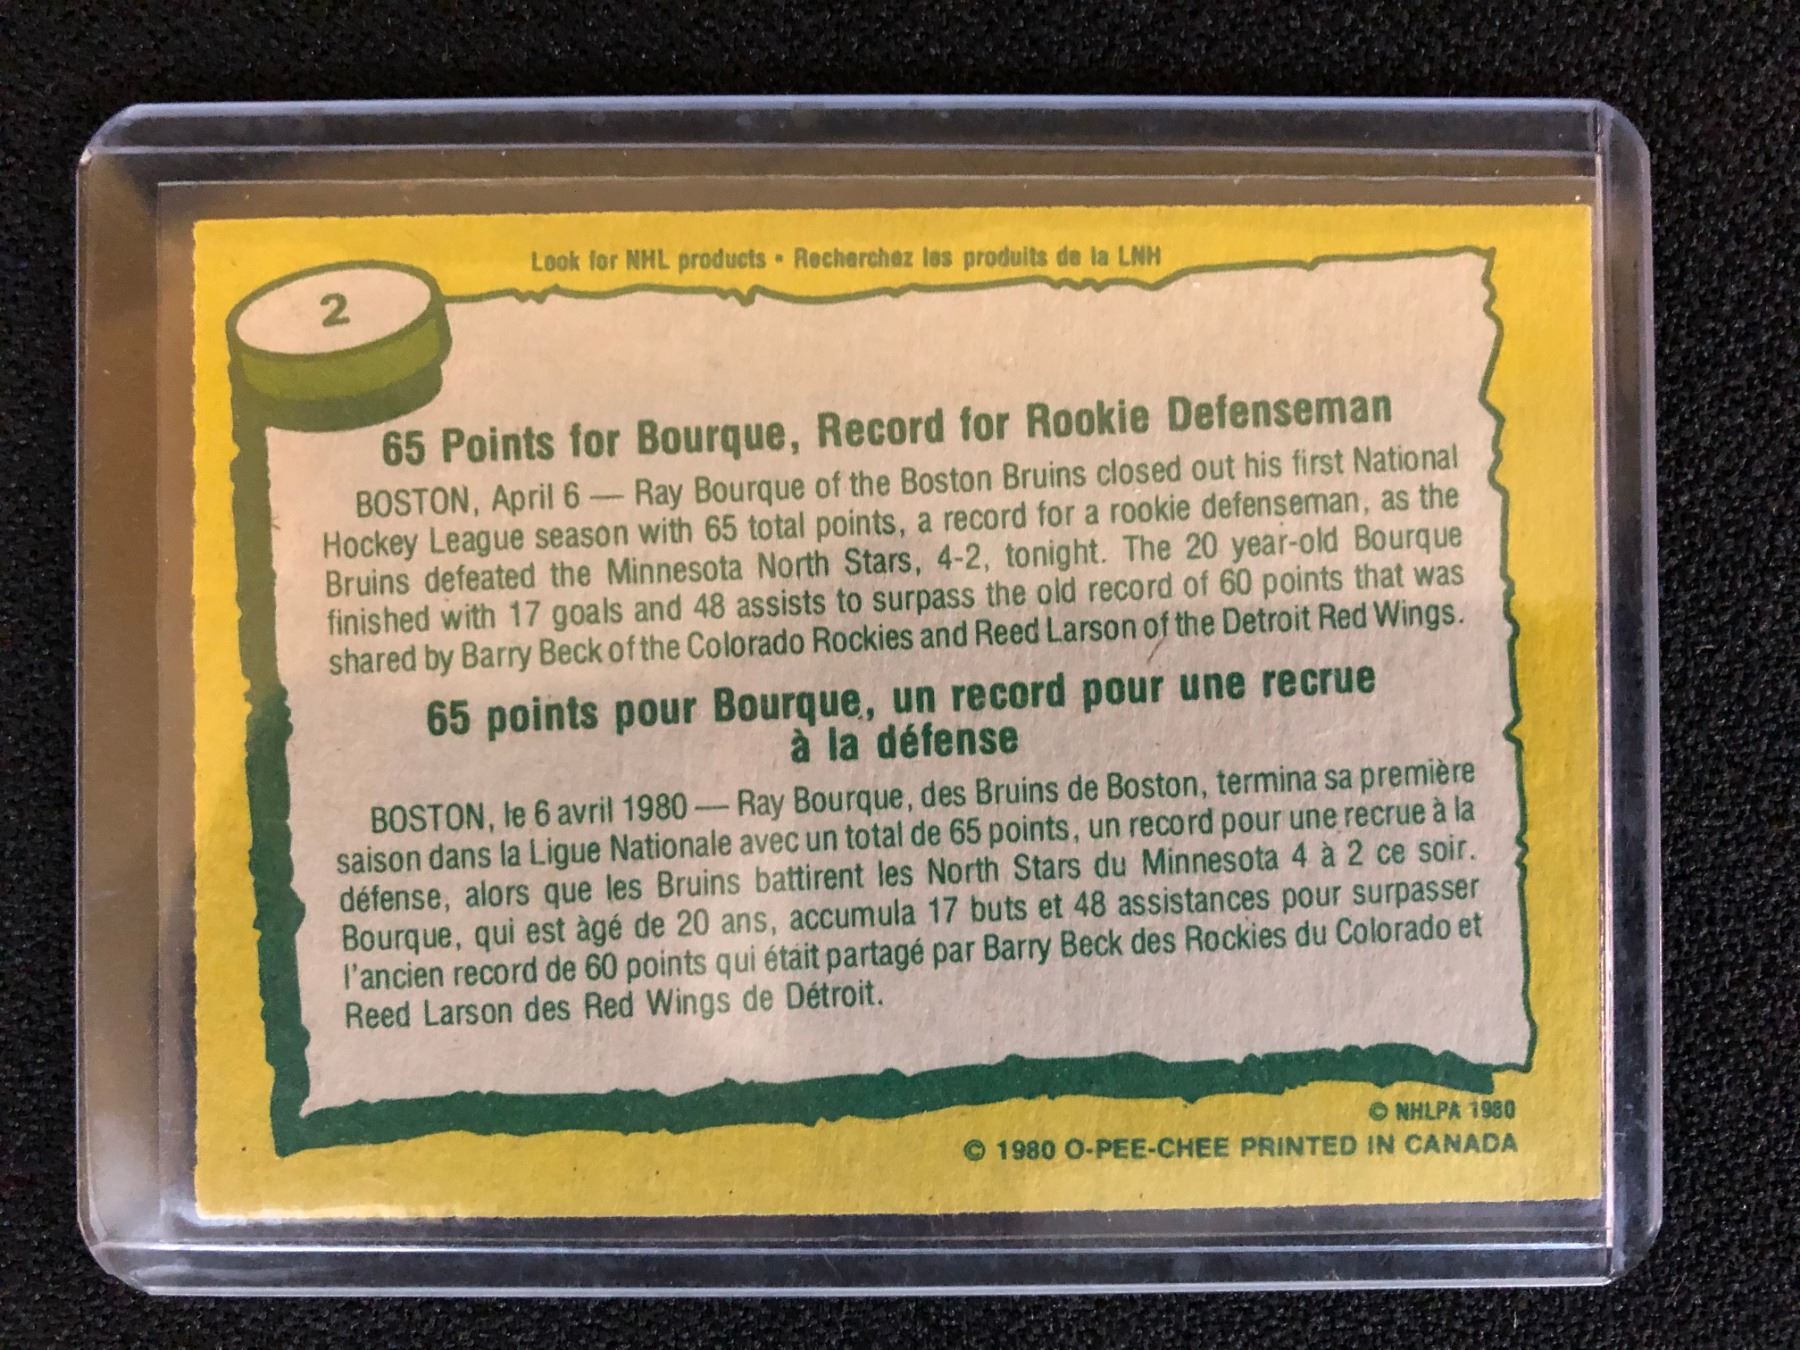 Look for NHL products • Recherchez les produits de la LNH
2
65 Points for Bourque, Record for Rookie Defenseman
BOSTON, April 6 — Ray Bourque of the Boston Bruins closed out his first National
Hockey League season with 65 total points, a record for a rookie defenseman, as the
Bruins defeated the Minnesota North Stars, 4-2, tonight. The 20 year-old Bourque
finished with 17 goals and 48 assists to surpass the old record of 60 points that was
shared by Barry Beck of the Colorado Rockies and Reed Larson of the Detroit Red Wings.
65 points pour Bourque, un record pour une recrue
à la défense
BOSTON, le 6 avril 1980 — Ray Bourque, des Bruins de Boston, termina sa première
saison dans la Ligue Nationale avec un total de 65 points, un record pour une recrue à la
défense, alors que les Bruins battirent les North Stars du Minnesota 4 à 2 ce soir.
Bourque, qui est àgé de 20 ans, accumula 17 buts et 48 assistances pour surpasser
l'ancien record de 60 points qui était partagé par Barry Beck des Rockies du Colorado et
Reed Larson des Red Wings de Détroit.
© NHLPA 1980
© 1980 O-PEE-CHEE PRINTED IN CANADA